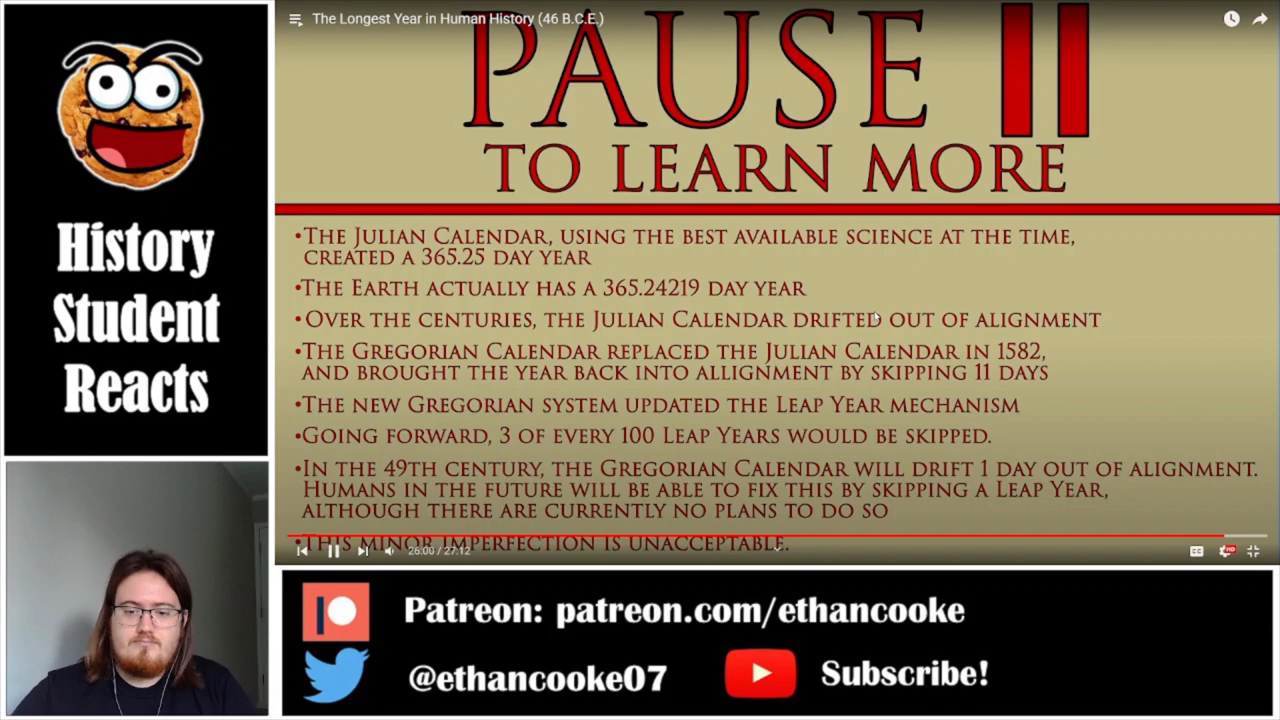 The Longest Year in Human History (46 B.C.E.)
PAUSE
TO LEARN MORE
•THE JULIAN CALENDAR, USING THE BEST AVAILABLE SCIENCE AT THE TIME,
CREATED A 365.25 DAY YEAR
•THE EARTH ACTUALLY HAS A 365.24219 DAY YEAR
•OVER THE CENTURIES, THE JULIAN CALENDAR DRIFTED OUT OF ALIGNMENT
•THE GREGORIAN CALENDAR REPLACED THE JULIAN CALENDAR IN 1582,
AND BROUGHT THE YEAR BACK INTO ALLIGNMENT BY SKIPPING 11 DAYS
•THE NEW GREGORIAN SYSTEM UPDATED THE LEAP YEAR MECHANISM
•GOING FORWARD, 3 OF EVERY 100 LEAP YEARS WOULD BE SKIPPED.
•IN THE 49TH CENTURY, THE GREGORIAN CALENDAR WILL DRIFT 1 DAY OUT OF ALIGNMENT.
HUMANS IN THE FUTURE WILL BE ABLE TO FIX THIS BY SKIPPING A LEAP YEAR,
ALTHOUGH THERE ARE CURRENTLY NO PLANS TO DO SO
•THIS MINOR IMPERFECTION IS UNACCEPTABLE.
26:00 / 27:12
CC
HD
History
Student
Reacts
Patreon: patreon.com/ethancooke
@ethancooke07
Subscribe!